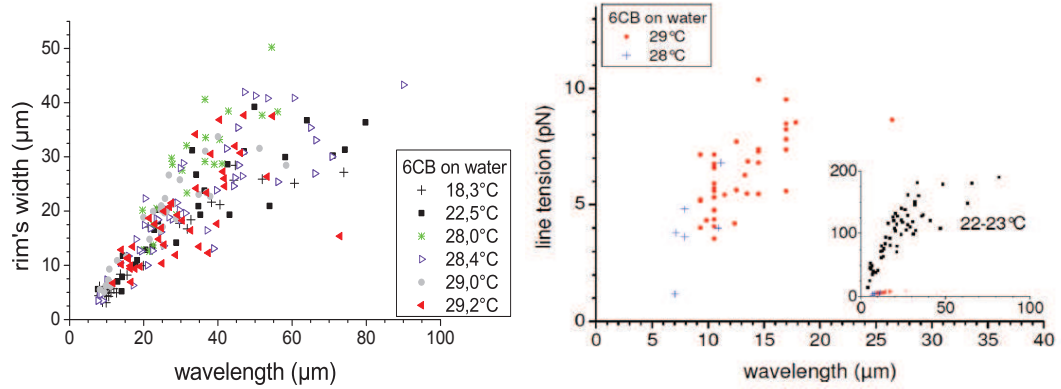 50
40
30
20
10
0
0 20 40 60 80 100
rim's width (µm)
wavelength (µm)
6CB on water
18,3°C
22,5°C
28,0°C
28,4°C
29,0°C
29,2°C
10
5
0
0 5 10 15 20 25 30 35 40
line tension (pN)
wavelength (µm)
6CB on water
29°C
28°C
200
100
0
0 50 100
22-23°C